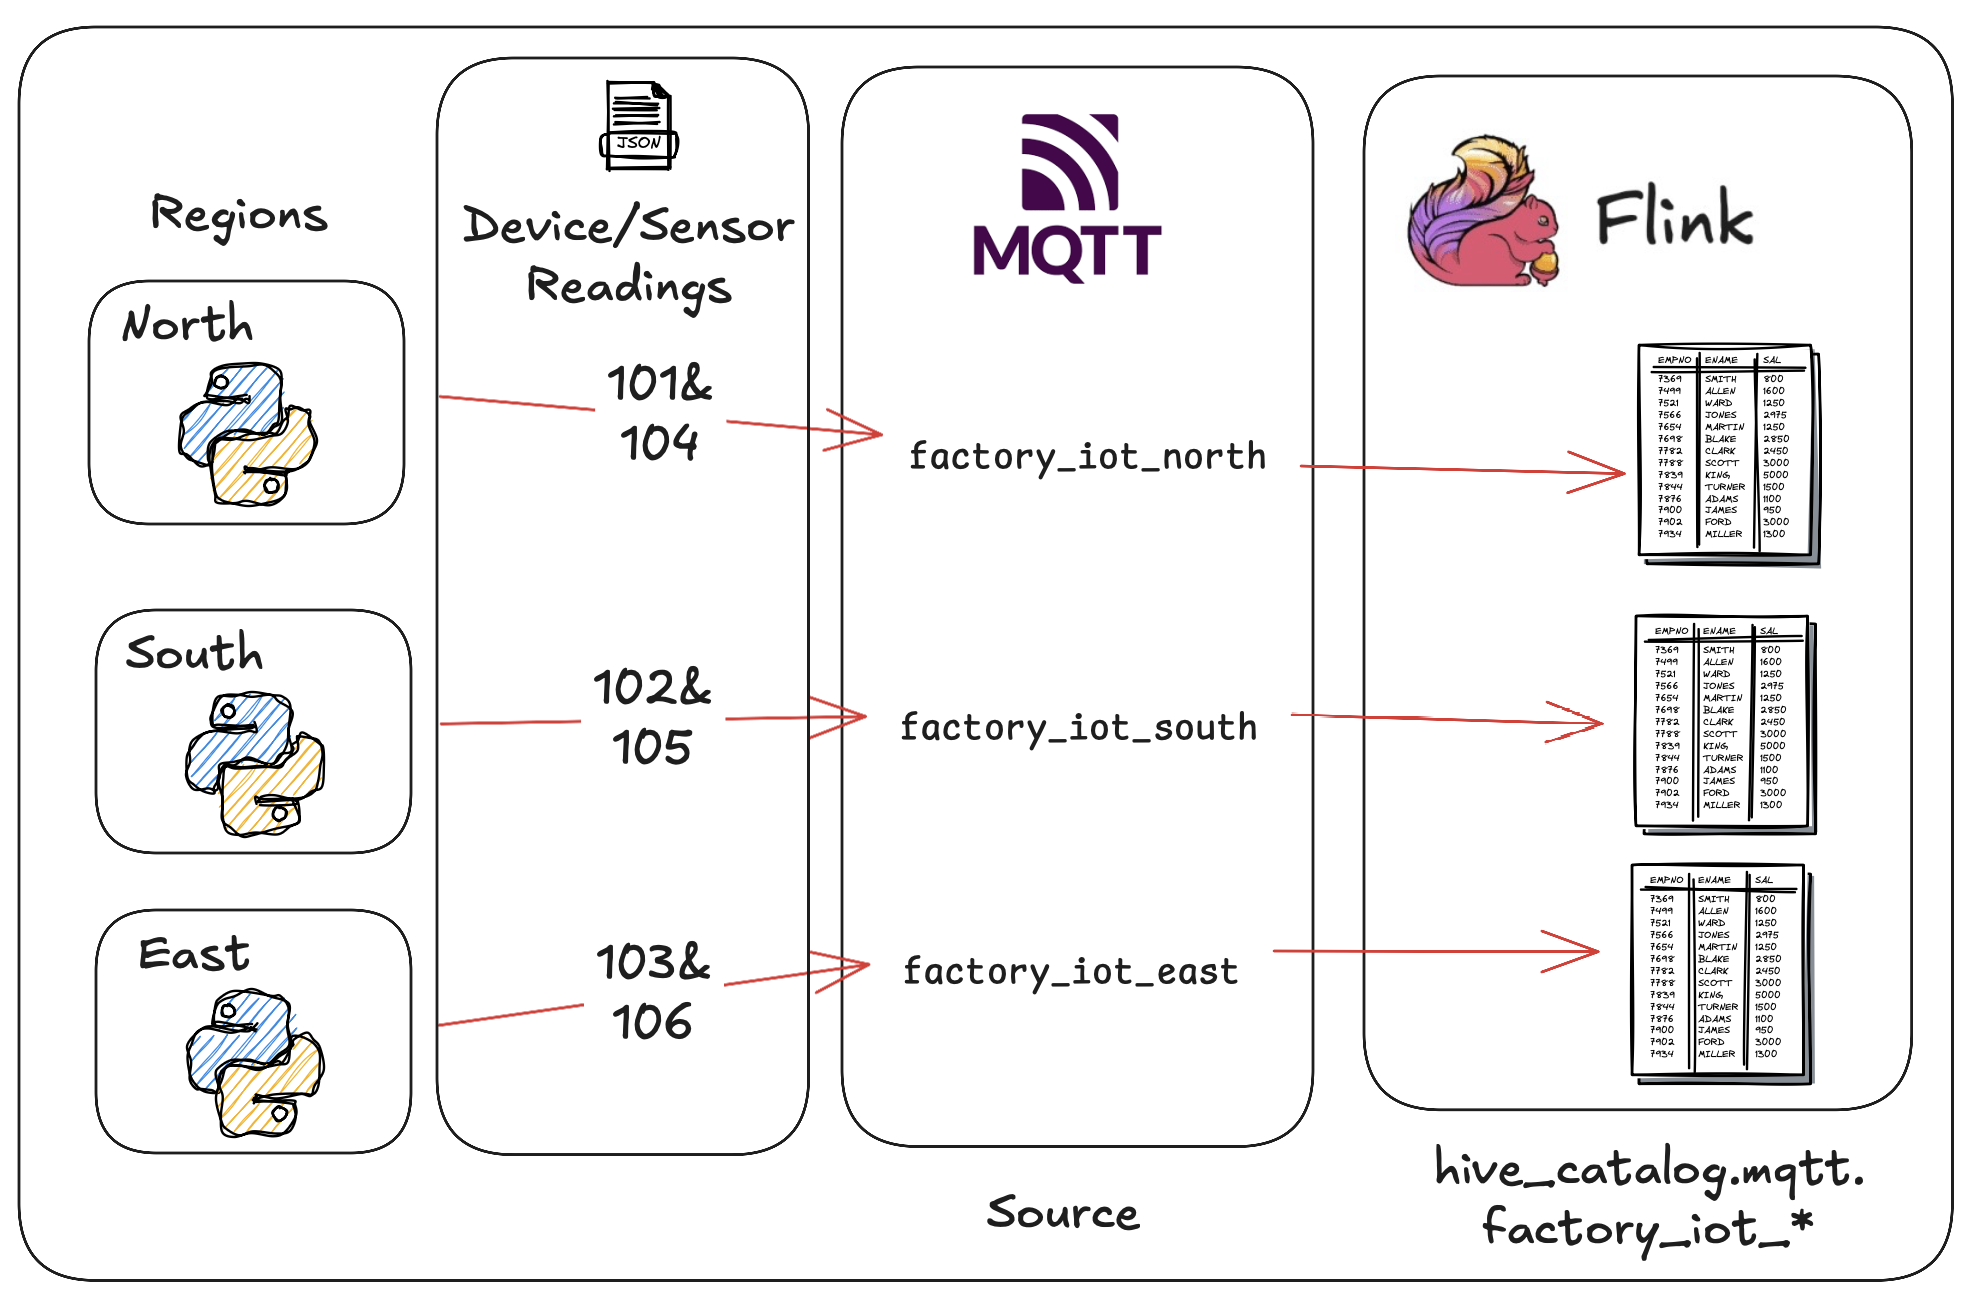 Regions
North
South
East
JSON
Device/Sensor
Readings
101&
104
102&
105
103&
106
MQTT
factory_iot_north
factory_iot_south
factory_iot_east
Source
Flink
EMPNO ENAME SAL
7369 SMITH 800
7499 ALLEN 1600
7521 WARD 1250
7566 JONES 2975
7654 MARTIN 1250
7698 BLAKE 2850
7782 CLARK 2450
7788 SCOTT 3000
7839 KING 5000
7844 TURNER 1500
7876 ADAMS 1100
7900 JAMES 950
7902 FORD 3000
7934 MILLER 1300
EMPNO ENAME SAL
7369 SMITH 800
7499 ALLEN 1600
7521 WARD 1250
7566 JONES 2975
7654 MARTIN 1250
7698 BLAKE 2850
7782 CLARK 2450
7788 SCOTT 3000
7839 KING 5000
7844 TURNER 1500
7876 ADAMS 1100
7900 JAMES 950
7902 FORD 3000
7934 MILLER 1300
EMPNO ENAME SAL
7369 SMITH 800
7499 ALLEN 1600
7521 WARD 1250
7566 JONES 2975
7654 MARTIN 1250
7698 BLAKE 2850
7782 CLARK 2450
7788 SCOTT 3000
7839 KING 5000
7844 TURNER 1500
7876 ADAMS 1100
7900 JAMES 950
7902 FORD 3000
7934 MILLER 1300
hive_catalog.mqtt.
factory_iot_*